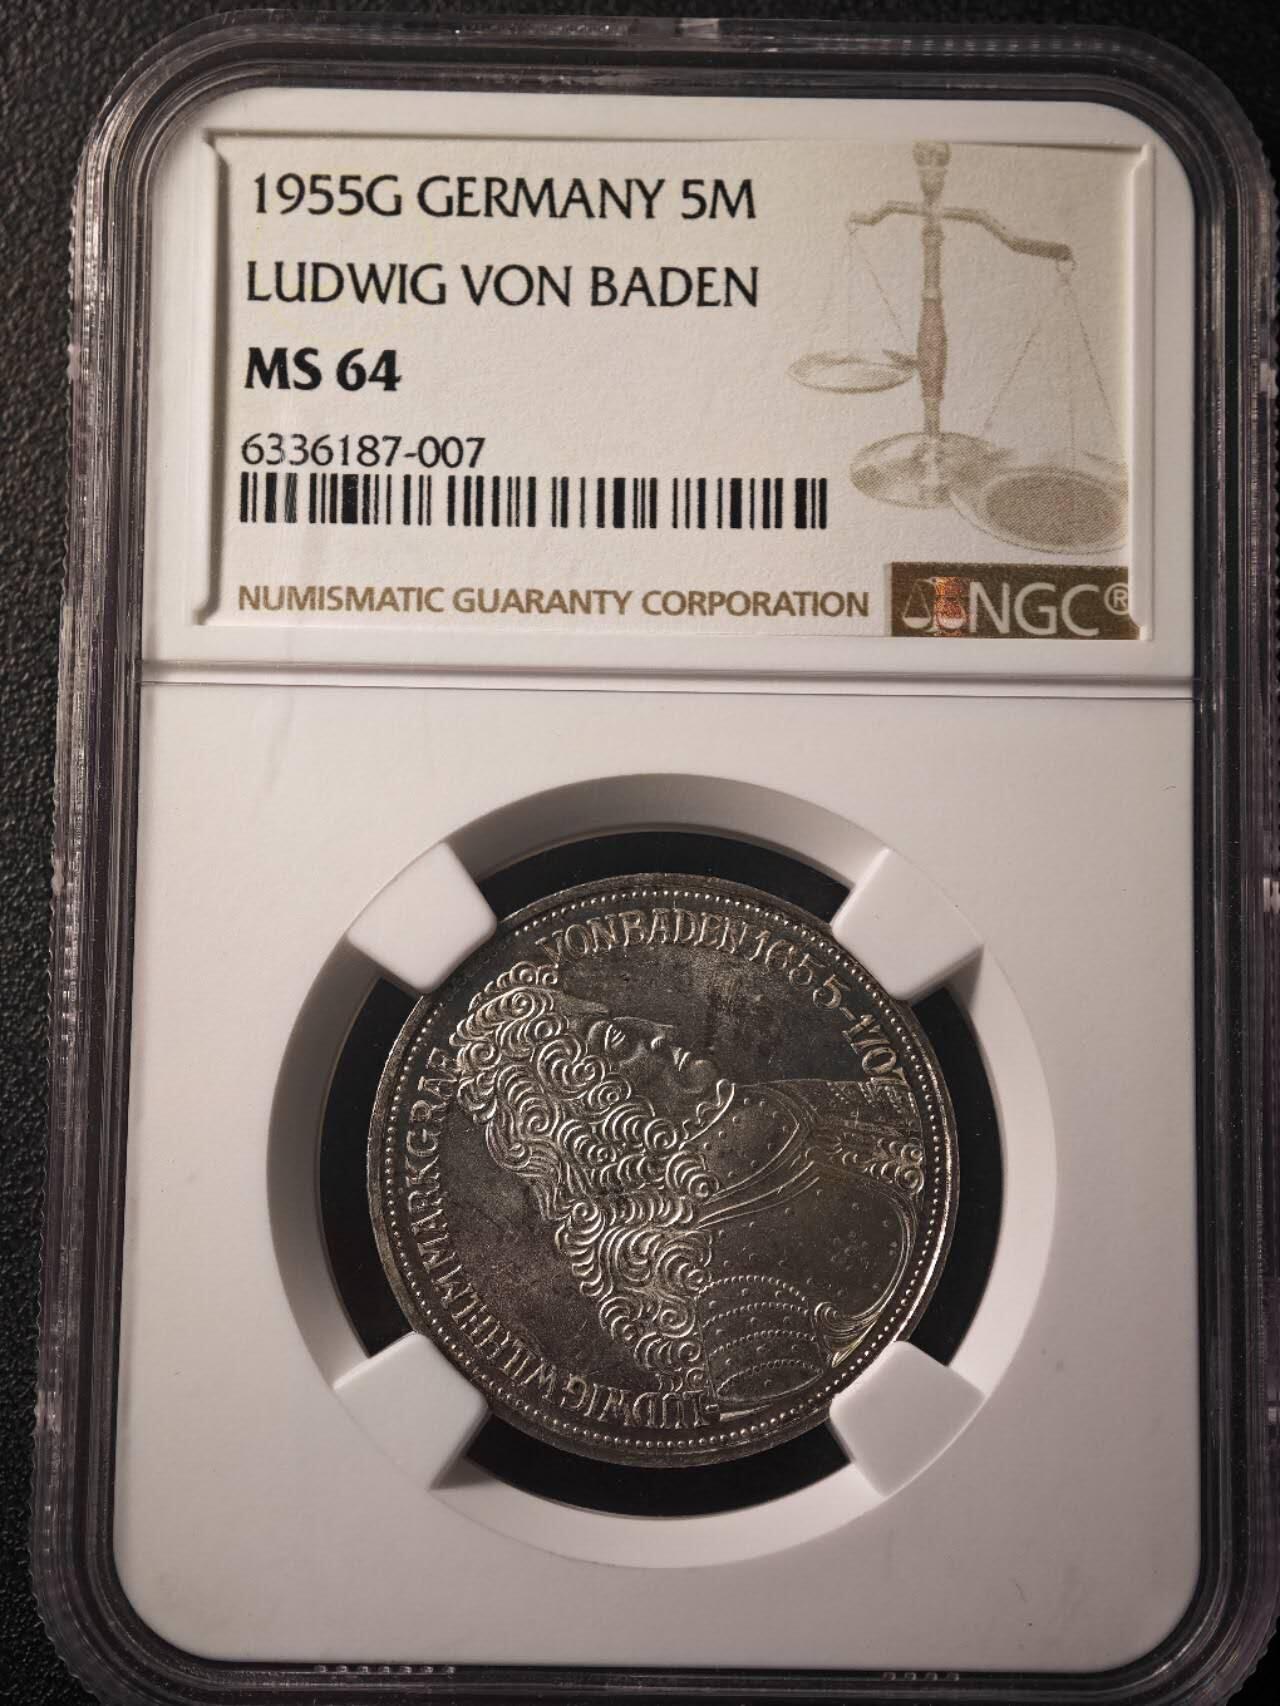 1955G GERMANY 5M
LUDWIG VON BADEN
MS 64
6336187-007
NUMISMATIC GUARANTY CORPORATION
NGC®
LUDWIG WILHELM MARKGRAF VON BADEN 1655-1707